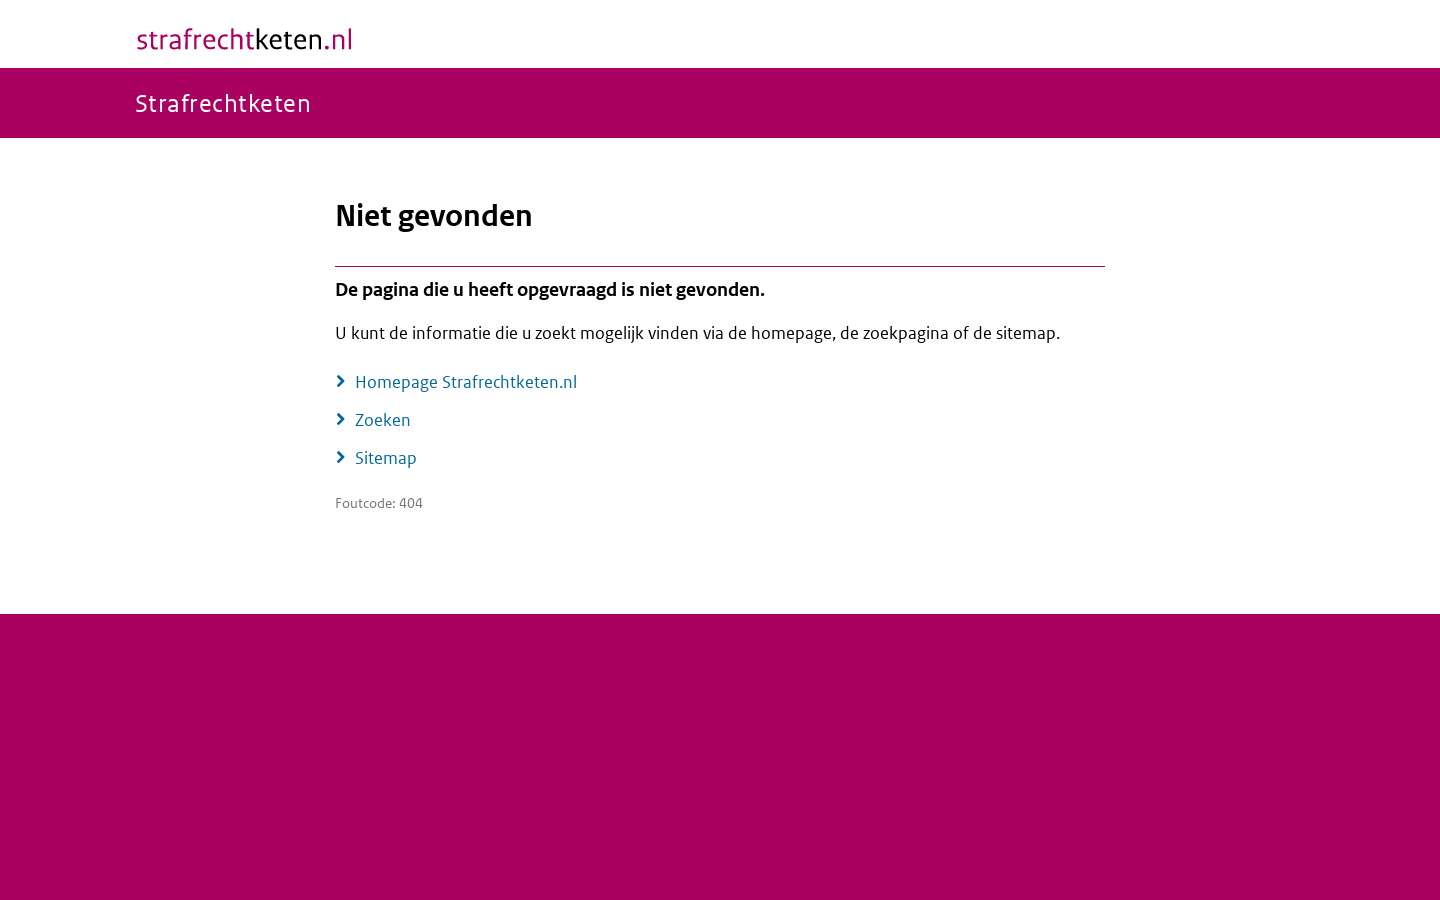 strafrechtketen.nl
Strafrechtketen
Niet gevonden
De pagina die u heeft opgevraagd is niet gevonden.
U kunt de informatie die u zoekt mogelijk vinden via de homepage, de zoekpagina of de sitemap.
Homepage Strafrechtketen.nl
Zoeken
Sitemap
Foutcode: 404